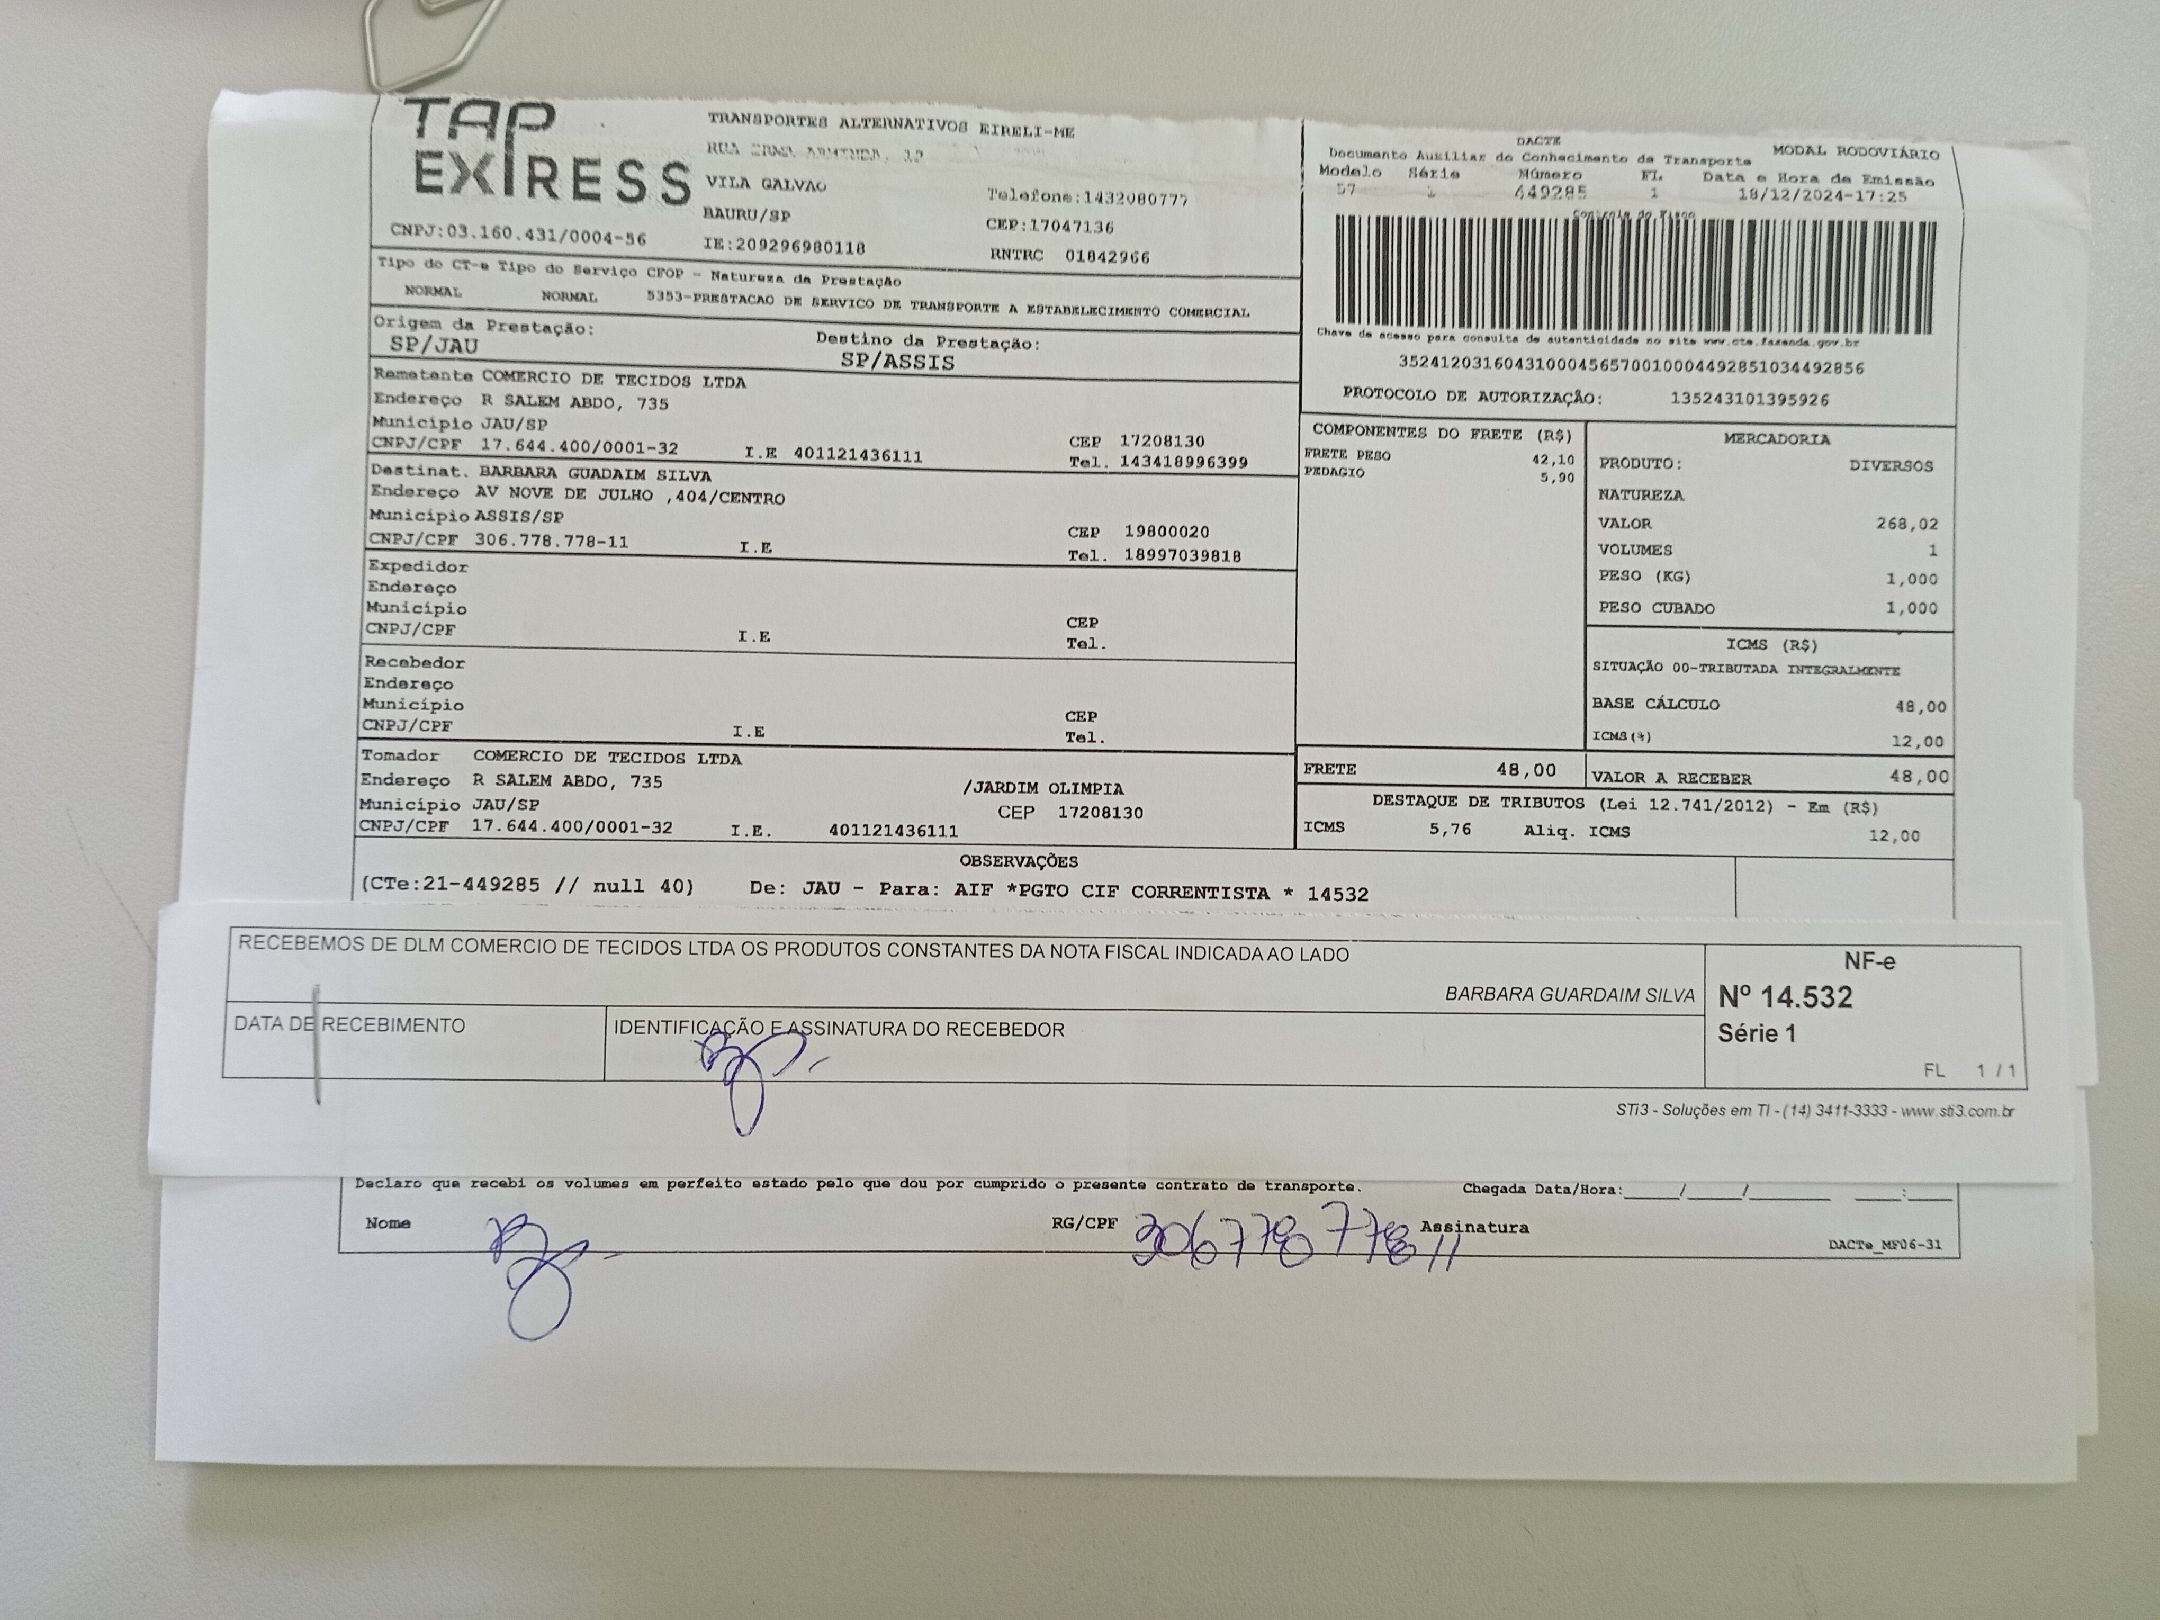 TAP
EXPRESS
TRANSPORTES ALTERNATIVOS EIRELI-ME
VILA GALVAO
Telefone:1432080777
BAURU/SP
CEP:17047136
CNPJ:03.160.431/0004-56
IE:209296980118
RNTRC 01842966
DACTE
MODAL RODOVIÁRIO
Documento Auxiliar do Conhecimento de Transporte
Modelo Série Número FL. Data e Hora de Emissão
57 1 449285 1 18/12/2024-17:25
Controle do Fisco
Chave de acesso para consulta de autenticidade no site www.cte.fazenda.gov.br
35241203160431000456570010004492851034492856
PROTOCOLO DE AUTORIZAÇÃO: 135243101395926
Tipo do CT-e Tipo do Serviço CFOP - Natureza da Prestação
NORMAL NORMAL 5353-PRESTACAO DE SERVICO DE TRANSPORTE A ESTABELECIMENTO COMERCIAL
Origem da Prestação: Destino da Prestação:
SP/JAU SP/ASSIS
Remetente COMERCIO DE TECIDOS LTDA
Endereço R SALEM ABDO, 735
Município JAU/SP CEP 17208130
CNPJ/CPF 17.644.400/0001-32 I.E 401121436111 Tel. 143418996399
Destinat. BARBARA GUADAIM SILVA
Endereço AV NOVE DE JULHO ,404/CENTRO
Município ASSIS/SP CEP 19800020
CNPJ/CPF 306.778.778-11 I.E Tel. 18997039818
Expedidor
Endereço
Município CEP
CNPJ/CPF I.E Tel.
Recebedor
Endereço
Município CEP
CNPJ/CPF I.E Tel.
Tomador COMERCIO DE TECIDOS LTDA
Endereço R SALEM ABDO, 735 /JARDIM OLIMPIA
Município JAU/SP CEP 17208130
CNPJ/CPF 17.644.400/0001-32 I.E. 401121436111
COMPONENTES DO FRETE (R$)
FRETE PESO 42,10
PEDAGIO 5,90
MERCADORIA
PRODUTO: DIVERSOS
NATUREZA
VALOR 268,02
VOLUMES 1
PESO (KG) 1,000
PESO CUBADO 1,000
ICMS (R$)
SITUAÇÃO 00-TRIBUTADA INTEGRALMENTE
BASE CÁLCULO 48,00
ICMS(%) 12,00
FRETE 48,00 VALOR A RECEBER 48,00
DESTAQUE DE TRIBUTOS (Lei 12.741/2012) - Em (R$)
ICMS 5,76 Aliq. ICMS 12,00
OBSERVAÇÕES
(CTe:21-449285 // null 40) De: JAU - Para: AIF *PGTO CIF CORRENTISTA * 14532
RECEBEMOS DE DLM COMERCIO DE TECIDOS LTDA OS PRODUTOS CONSTANTES DA NOTA FISCAL INDICADA AO LADO
BARBARA GUARDAIM SILVA
DATA DE RECEBIMENTO IDENTIFICAÇÃO E ASSINATURA DO RECEBEDOR
NF-e
Nº 14.532
Série 1
FL 1 / 1
STi3 - Soluções em TI - (14) 3411-3333 - www.sti3.com.br
Declaro que recebi os volumes em perfeito estado pelo que dou por cumprido o presente contrato de transporte. Chegada Data/Hora:_____/_____/________ ____:____
Nome RG/CPF 306778 778 11 Assinatura
DACTe_MF06-31